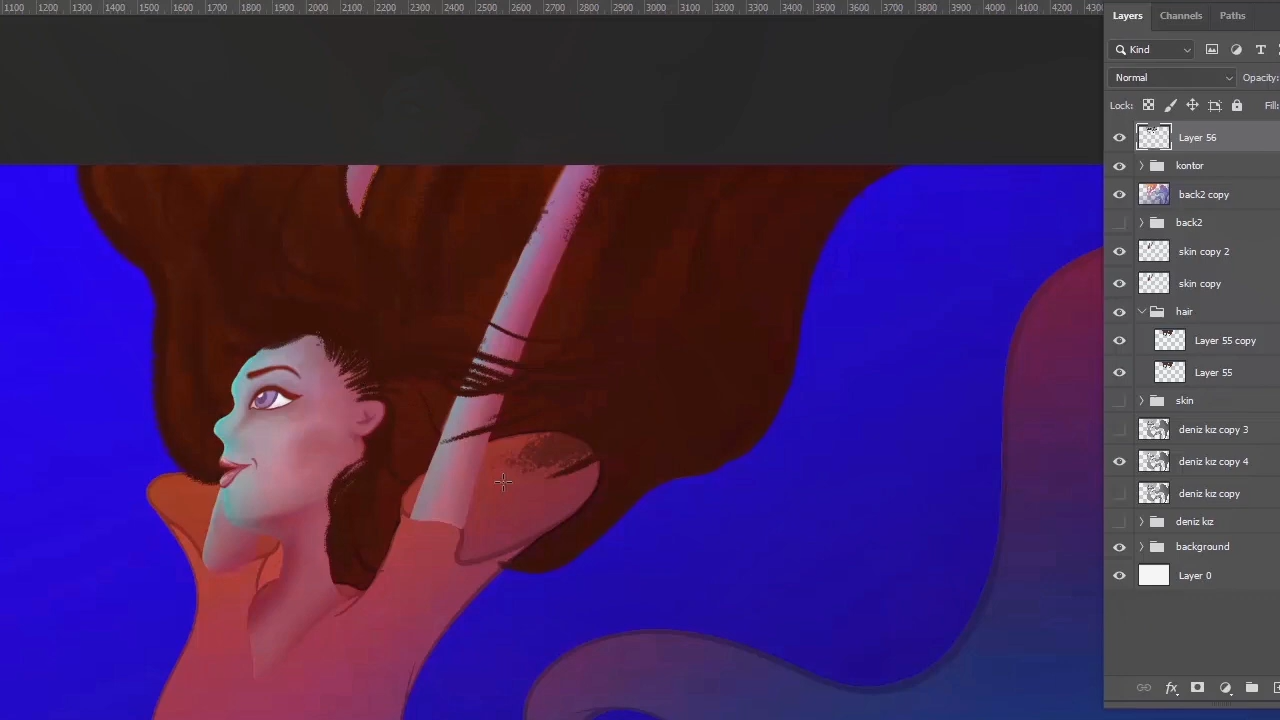 1100 1200 1300 1400 1500 1600 1700 1800 1900 2000 2100 2200 2300 2400 2500 2600 2700 2800 2900 3000 3100 3200 3300 3400 3500 3600 3700 3800 3900 4000 4100 4200 4300
Layers Channels Paths
Kind
Normal Opacity:
Lock: Fill:
Layer 56
kontor
back2 copy
back2
skin copy 2
skin copy
hair
Layer 55 copy
Layer 55
skin
deniz kız copy 3
deniz kız copy 4
deniz kız copy
deniz kız
background
Layer 0
fx